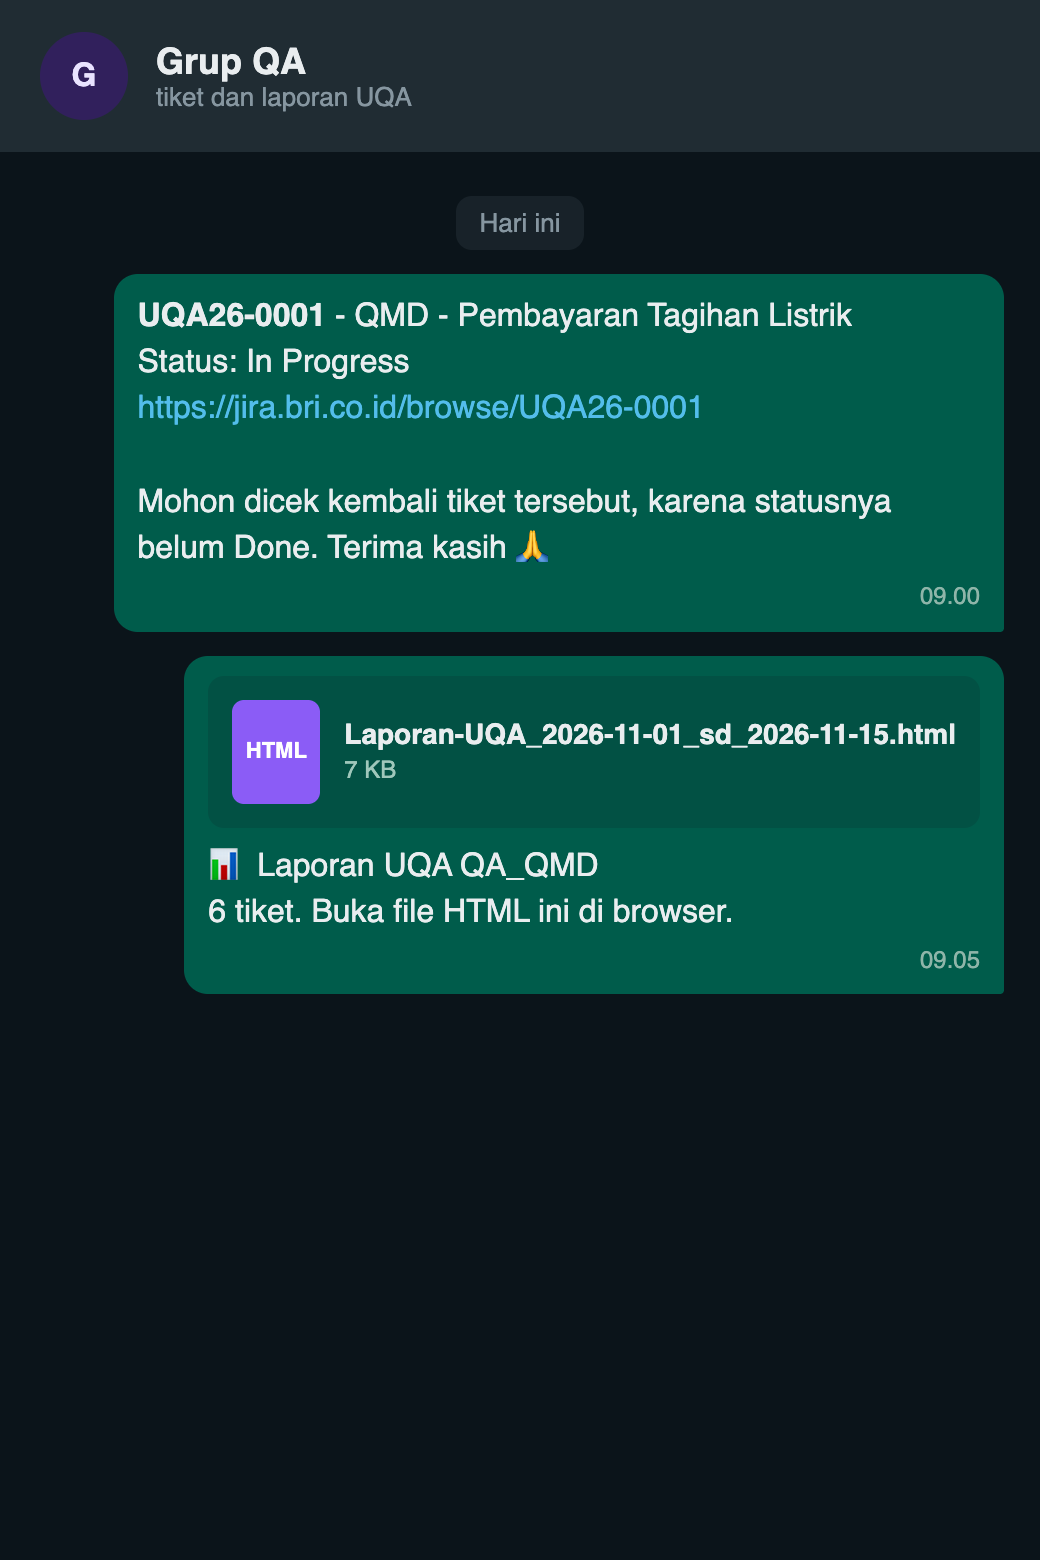 G
Grup QA
tiket dan laporan UQA
Hari ini
UQA26-0001 - QMD - Pembayaran Tagihan Listrik
Status: In Progress
https://jira.bri.co.id/browse/UQA26-0001
Mohon dicek kembali tiket tersebut, karena statusnya
belum Done. Terima kasih 🙏
09.00
HTML
Laporan-UQA_2026-11-01_sd_2026-11-15.html
7 KB
📊 Laporan UQA QA_QMD
6 tiket. Buka file HTML ini di browser.
09.05